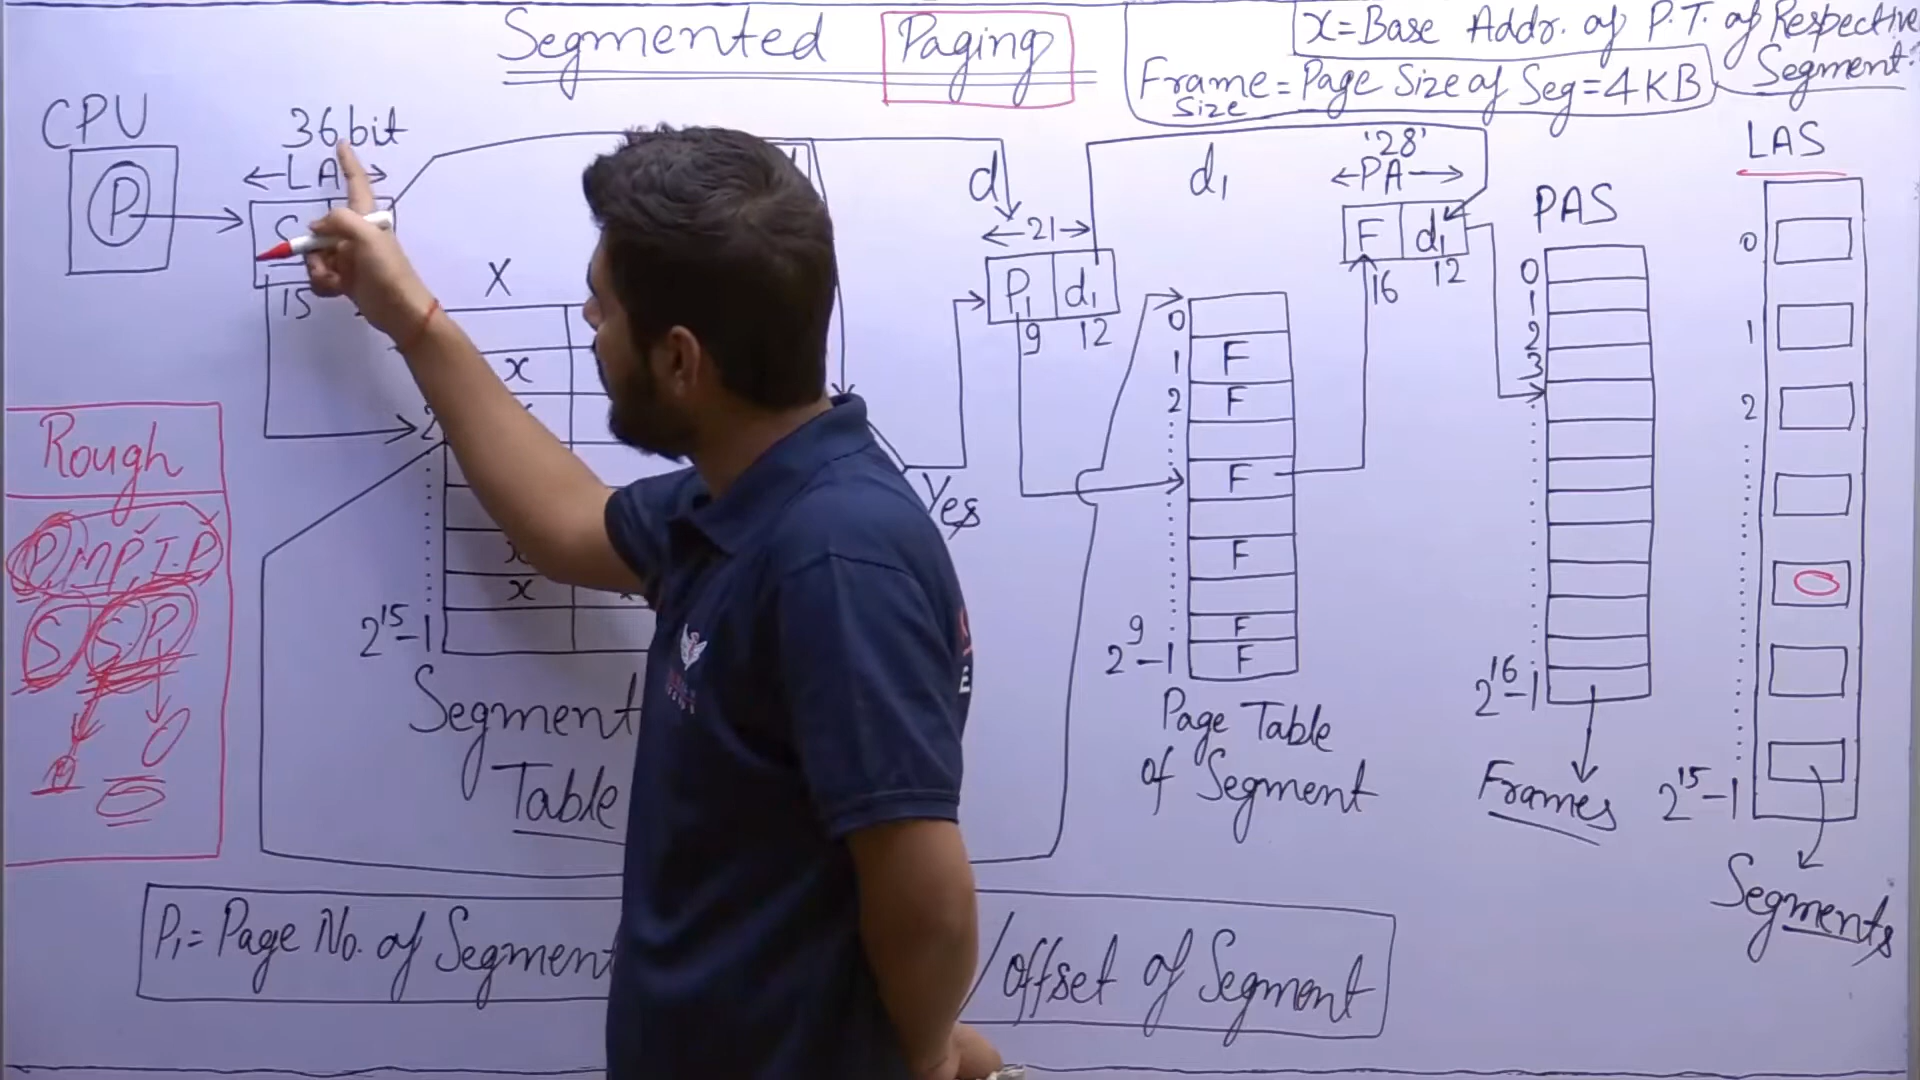 Segmented Paging
x=Base Addr. of P.T. of Respective
Segment.
Frame = Page Size of Seg = 4KB
Size
CPU
P
36 bit
LA
S
15
X
x
x
x
2
2^15-1
Segment
Table
Yes
d
21
P1 d1
9 12
d1
'28'
PA
F d1
16 12
0
1 F
2 F
F
F
F
2^9-1 F
Page Table
of Segment
PAS
0
1
2
3
2^16-1
Frames
LAS
0
1
2
2^15-1
Segments
Rough
P, MP, I.P
S S.P
P1= Page No. of Segment
/offset of Segment